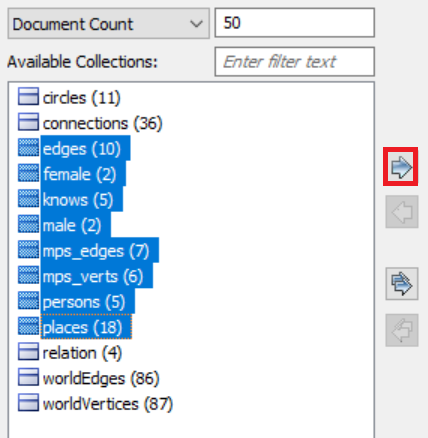 Document Count 50
Available Collections: Enter filter text
circles (11)
connections (36)
edges (10)
female (2)
knows (5)
male (2)
mps_edges (7)
mps_verts (6)
persons (5)
places (18)
relation (4)
worldEdges (86)
worldVertices (87)